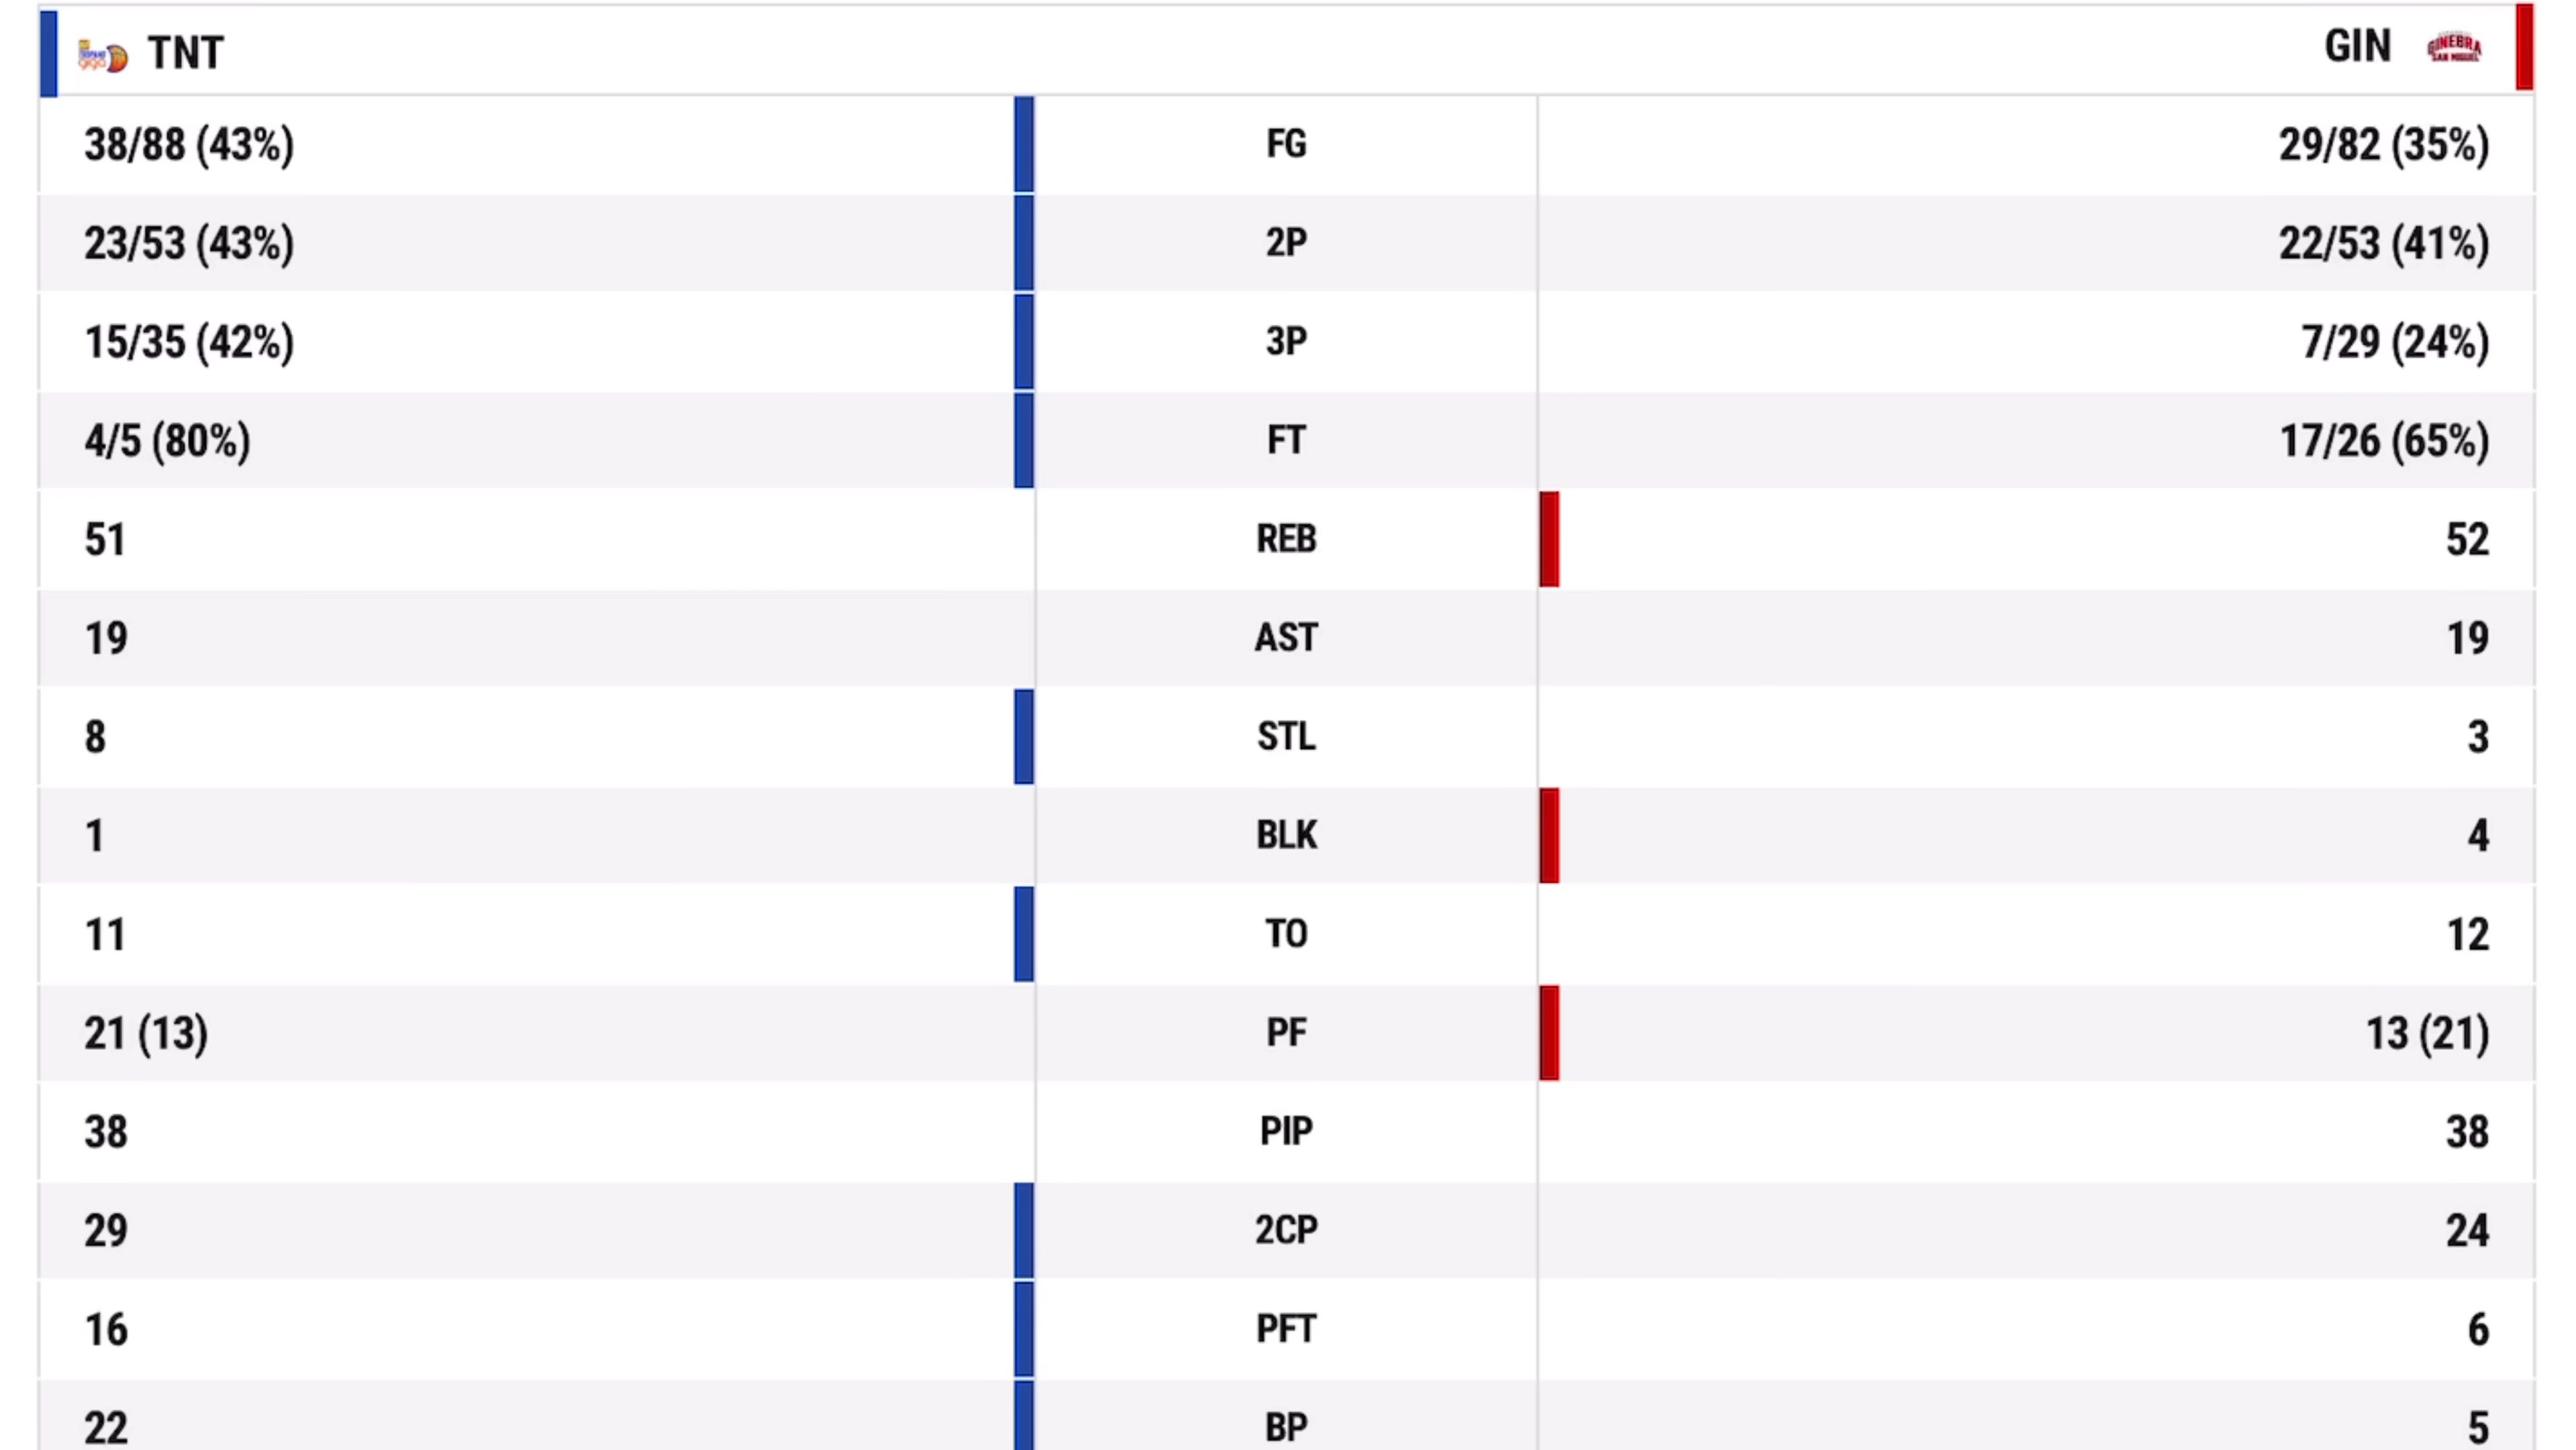 TNT GIN GINEBRA SAN MIGUEL
38/88 (43%) FG 29/82 (35%)
23/53 (43%) 2P 22/53 (41%)
15/35 (42%) 3P 7/29 (24%)
4/5 (80%) FT 17/26 (65%)
51 REB 52
19 AST 19
8 STL 3
1 BLK 4
11 TO 12
21 (13) PF 13 (21)
38 PIP 38
29 2CP 24
16 PFT 6
22 BP 5